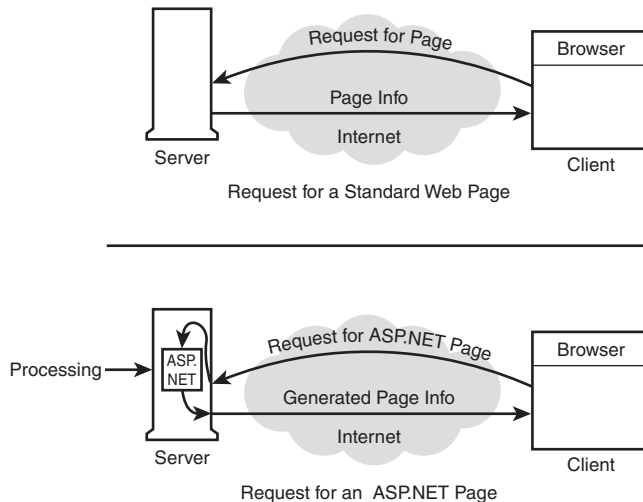 Request for Page
Browser
Page Info
Internet
Server
Client
Request for a Standard Web Page
Request for ASP.NET Page
Browser
ASP.
NET
Processing
Generated Page Info
Internet
Server
Client
Request for an ASP.NET Page